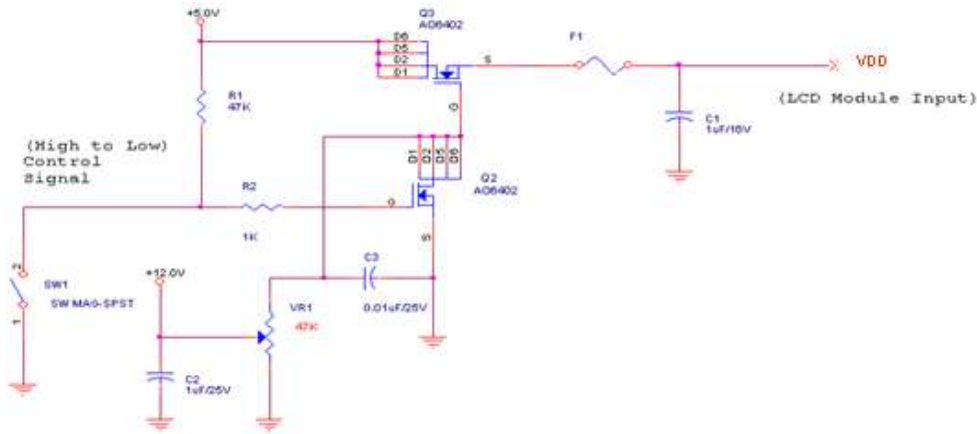 +5.0V
Q3
AO6402
D6
D5
D2
D1
S
G
F1
VDD
(LCD Module Input)
C1
1uF/16V
R1
47K
(High to Low)
Control
Signal
R2
1K
D1
D2
D5
D6
Q2
AO6402
G
S
2
SW1
SW MAG-SPST
1
+12.0V
C3
0.01uF/25V
VR1
47K
C2
1uF/25V